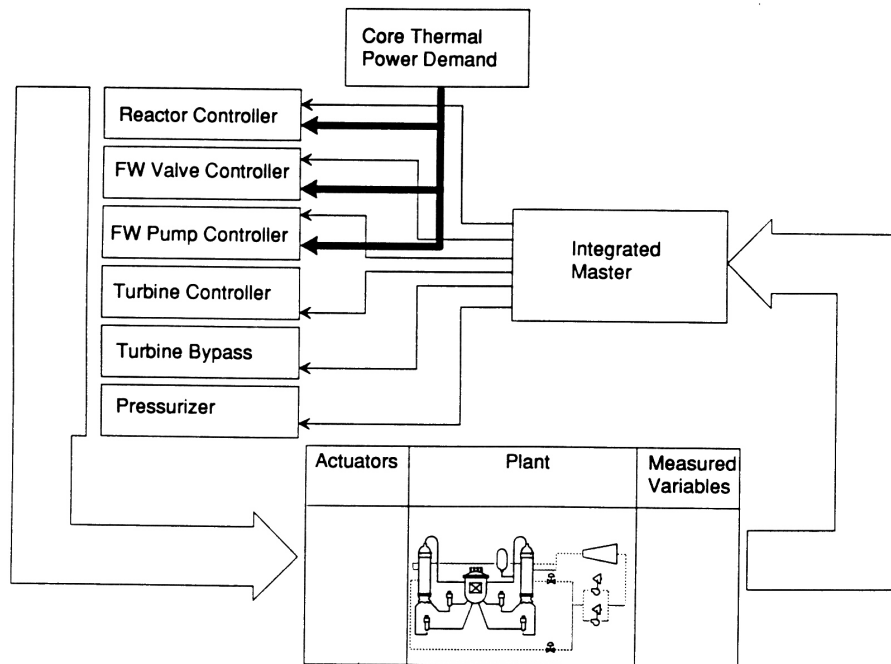 Core Thermal
Power Demand
Reactor Controller
FW Valve Controller
FW Pump Controller
Turbine Controller
Turbine Bypass
Pressurizer
Integrated
Master
Actuators
Plant
Measured
Variables